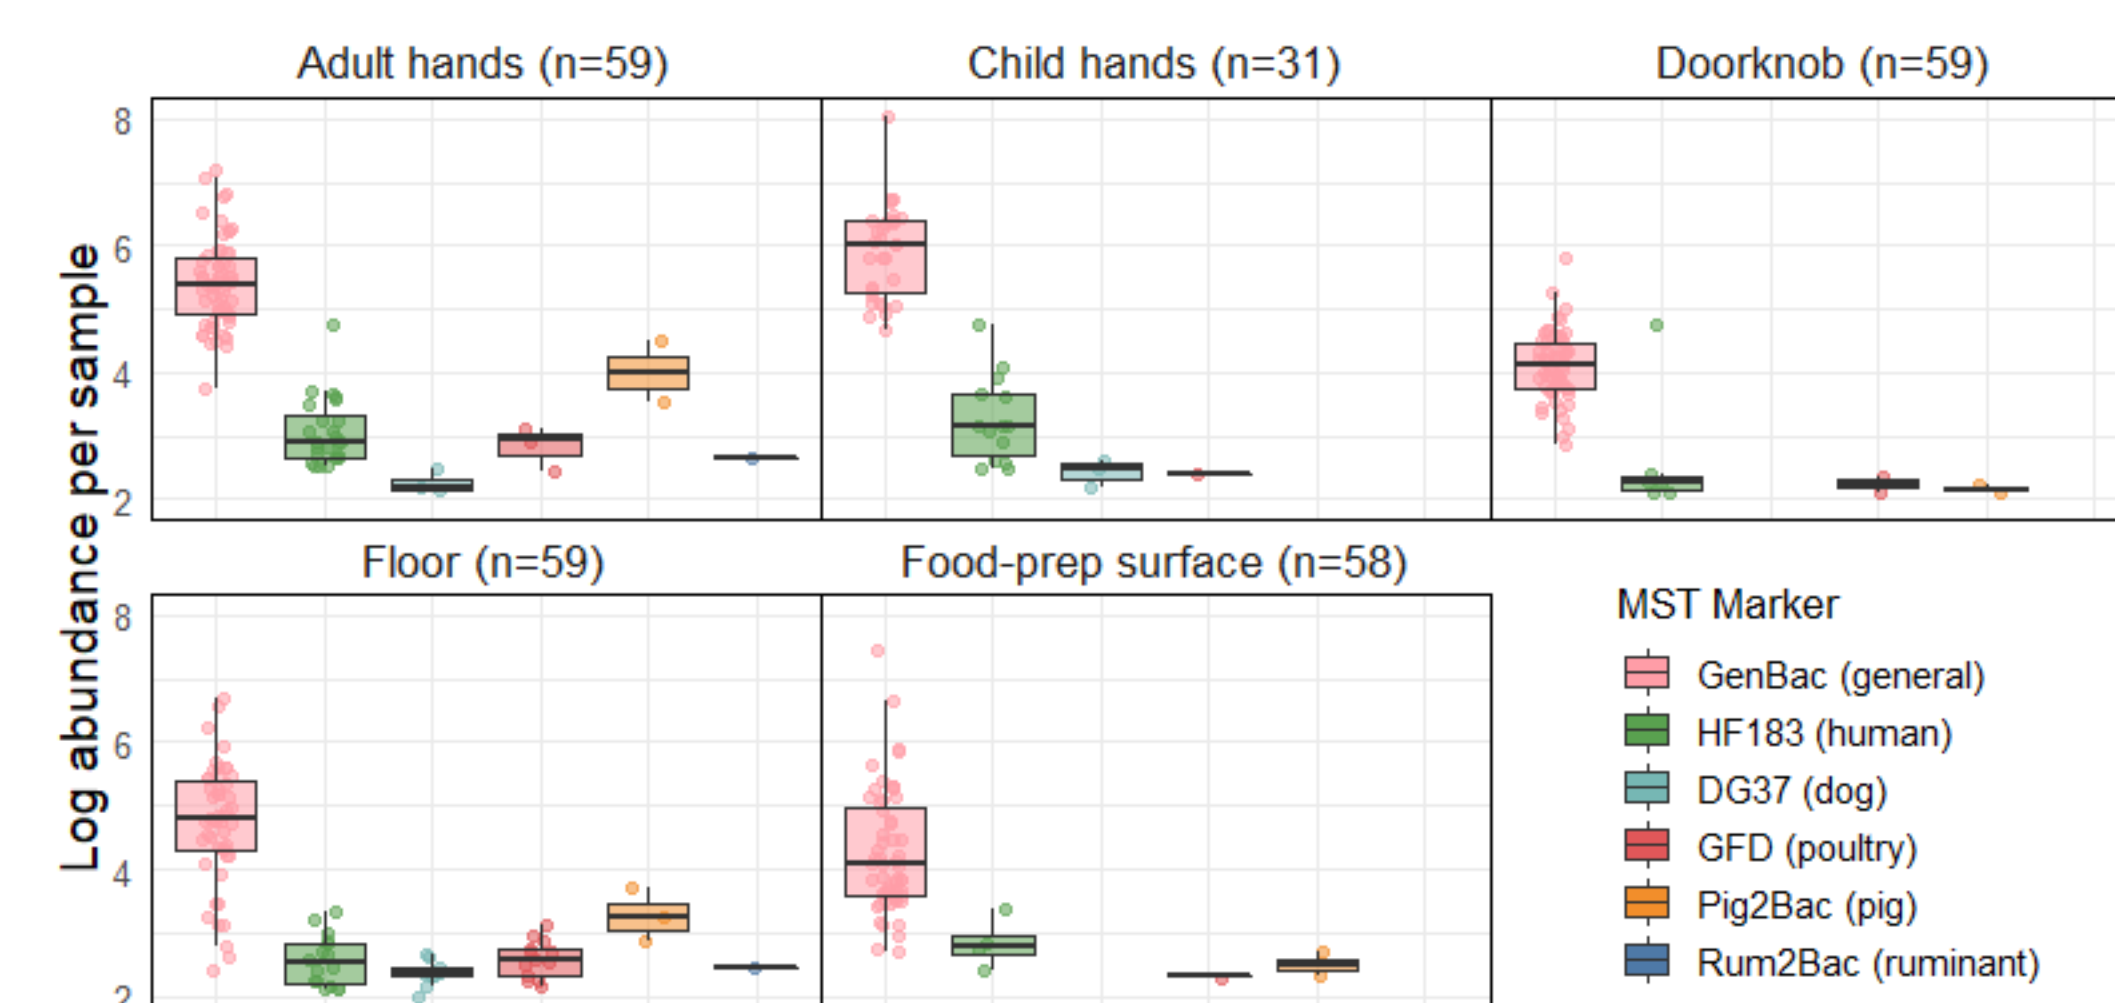 Adult hands (n=59)
Child hands (n=31)
Doorknob (n=59)
8
6
4
2
Log abundance per sample
Floor (n=59)
Food-prep surface (n=58)
8
6
4
2
MST Marker
GenBac (general)
HF183 (human)
DG37 (dog)
GFD (poultry)
Pig2Bac (pig)
Rum2Bac (ruminant)